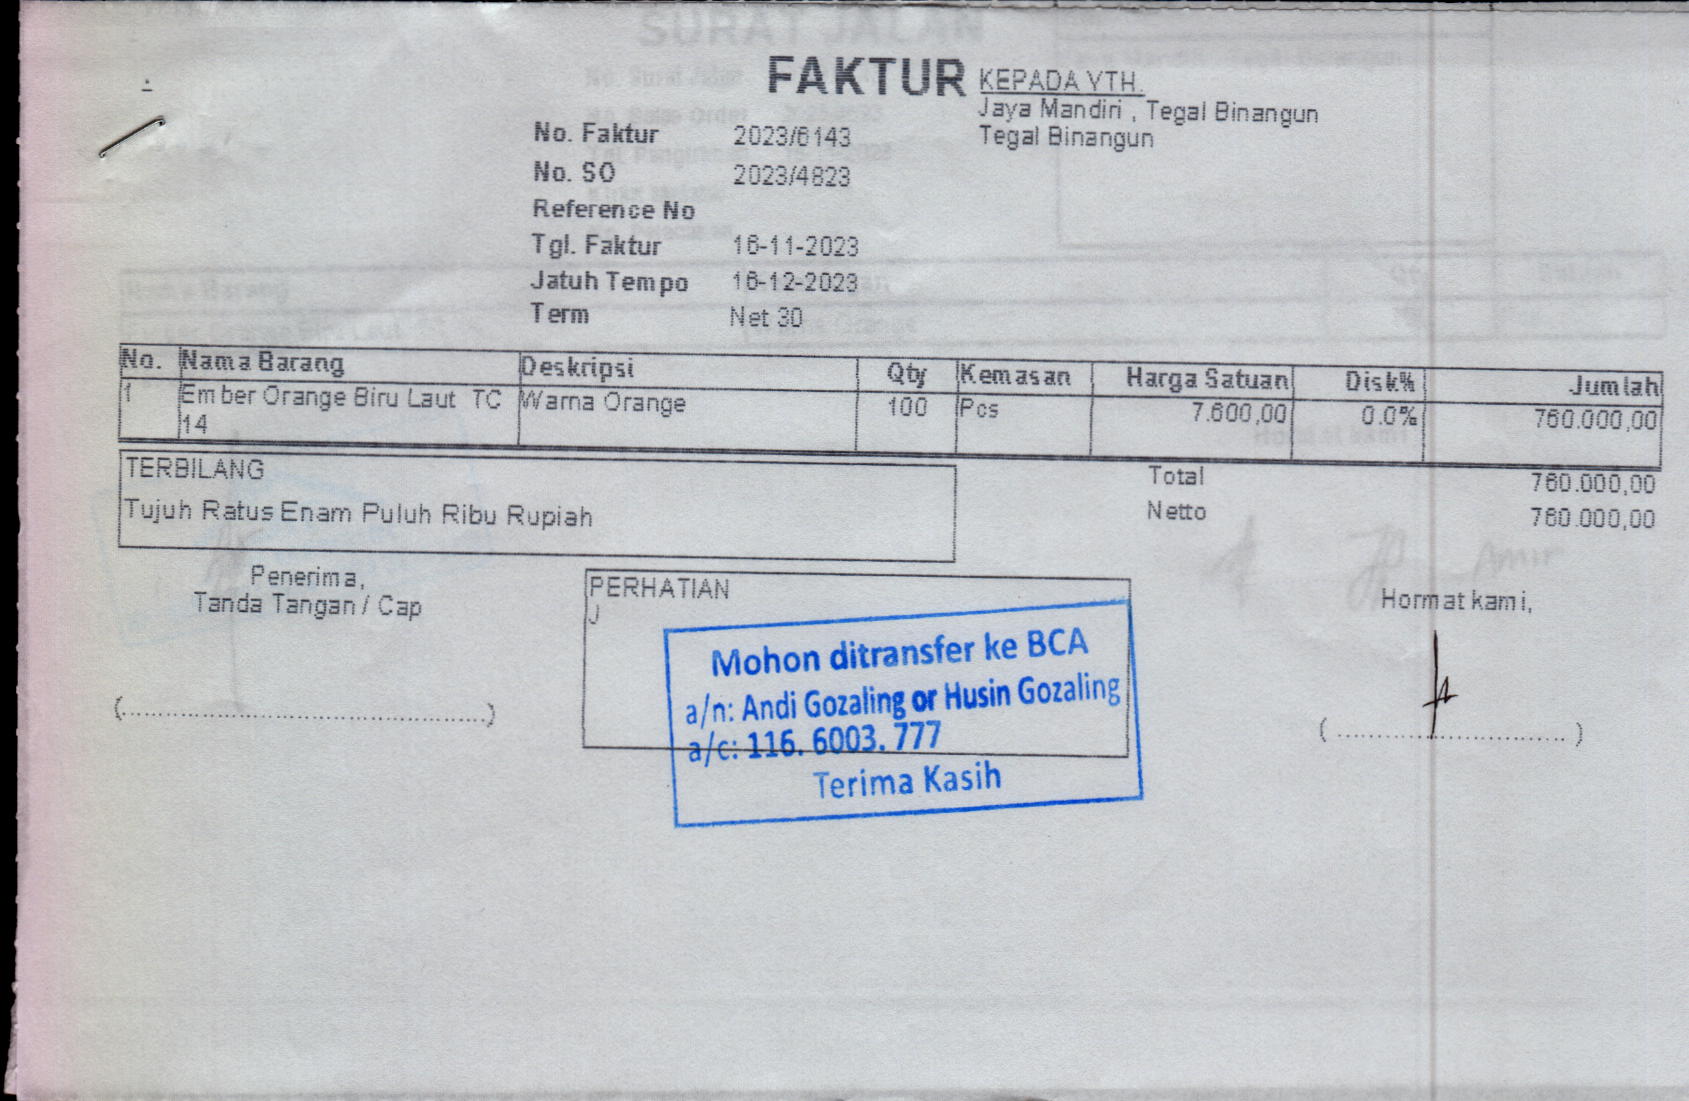 FAKTUR
KEPADA YTH.
Jaya Mandiri , Tegal Binangun
Tegal Binangun
No. Faktur 2023/6143
No. SO 2023/4823
Reference No
Tgl. Faktur 16-11-2023
Jatuh Tempo 16-12-2023
Term Net 30
No. Nama Barang Deskripsi Qty Kemasan Harga Satuan Disk% Jumlah
1 Ember Orange Biru Laut TC Warna Orange 100 Pcs 7.600,00 0.0% 760.000,00
14
TERBILANG
Tujuh Ratus Enam Puluh Ribu Rupiah
Total 760.000,00
Netto 760.000,00
Penerima,
Tanda Tangan / Cap
(................................................)
PERHATIAN
J
Mohon ditransfer ke BCA
a/n: Andi Gozaling or Husin Gozaling
a/c: 116. 6003. 777
Terima Kasih
Hormat kami,
( ................................ )